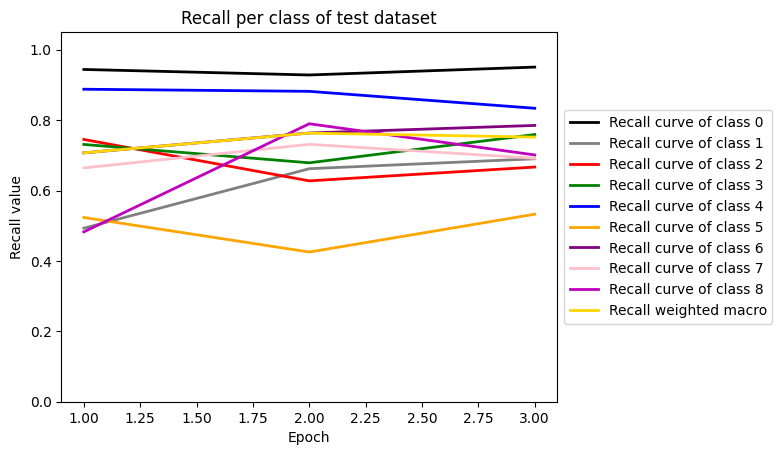 Recall per class of test dataset
1.0
0.8
0.6
0.4
0.2
0.0
Recall value
1.00 1.25 1.50 1.75 2.00 2.25 2.50 2.75 3.00
Epoch
Recall curve of class 0
Recall curve of class 1
Recall curve of class 2
Recall curve of class 3
Recall curve of class 4
Recall curve of class 5
Recall curve of class 6
Recall curve of class 7
Recall curve of class 8
Recall weighted macro